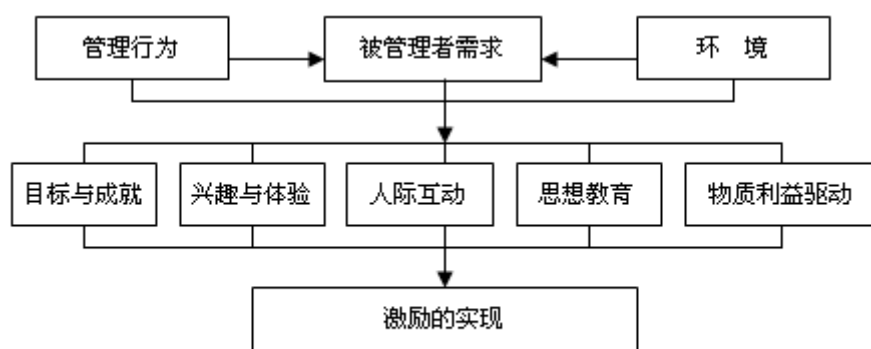 管理行为
被管理者需求
环 境
目标与成就
兴趣与体验
人际互动
思想教育
物质利益驱动
激励的实现